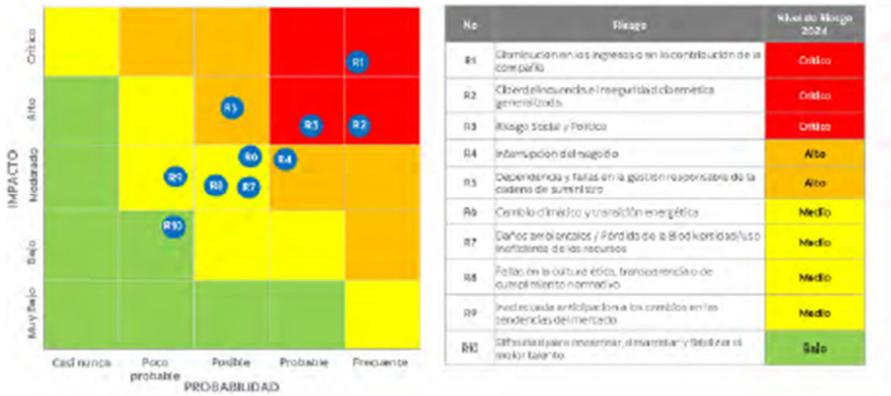 Crítico
Alto
Moderado
Bajo
Muy Bajo
IMPACTO
R1
R5
R3
R2
R6
R4
R9
R8
R7
R10
Casi nunca
Poco probable
Posible
Probable
Frecuente
PROBABILIDAD
No Riesgo Nivel de Riesgo
2024
R1 Disminución en los ingresos o en la contribución de la
compañía Crítico
R2 Ciberdelincuencia e inseguridad cibernética
generalizada Crítico
R3 Riesgo Social y Político Crítico
R4 Interrupción del negocio Alto
R5 Dependencia y fallas en la gestión responsable de la
cadena de suministro Alto
R6 Cambio climático y transición energética Medio
R7 Daños ambientales / Pérdida de la Biodiversidad/uso
ineficiente de los recursos Medio
R8 Fallas en la cultura ética, transparencia o de
cumplimiento normativo Medio
R9 Inadecuada anticipación a los cambios en las
tendencias del mercado Medio
R10 Dificultad para encontrar, desarrollar y fidelizar el
mejor talento Bajo